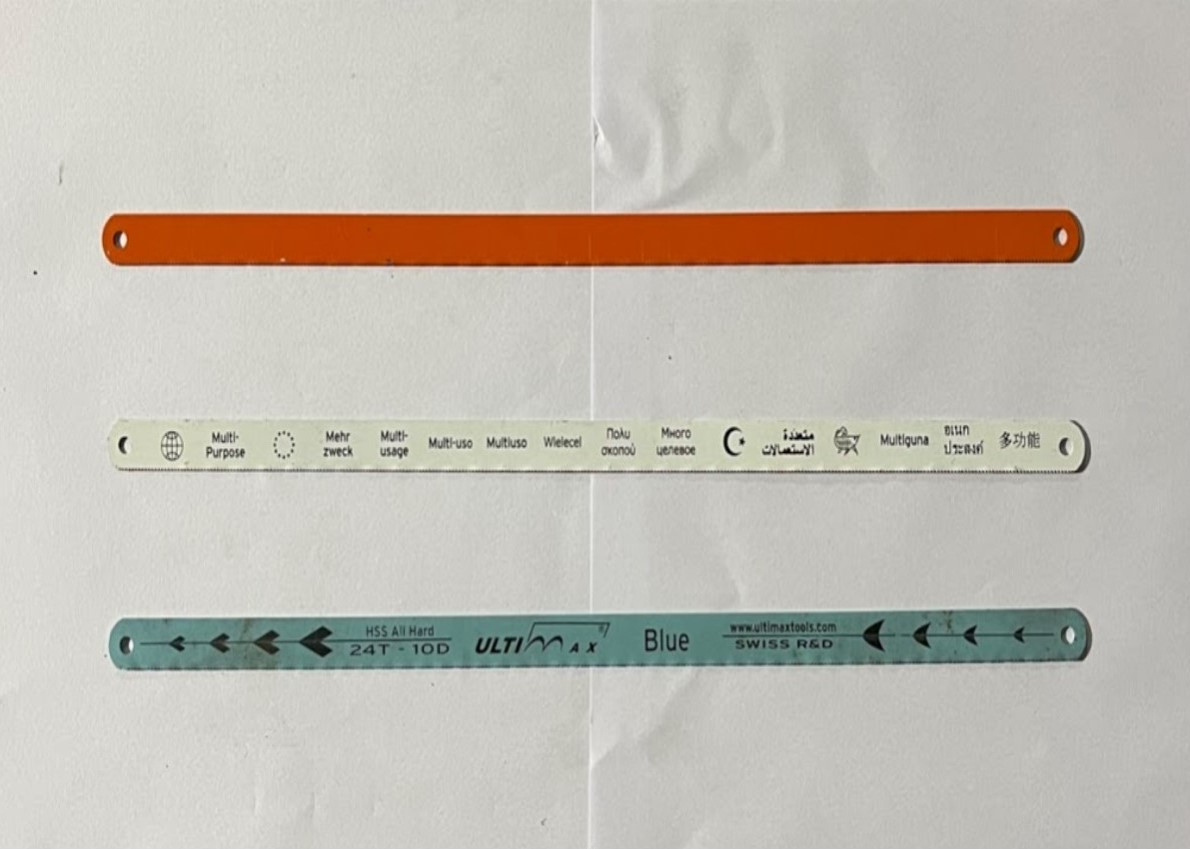 Multi-
Purpose
Mehr
zweck
Multi-
usage
Multi-uso
Multiuso
Wielecel
Πολυ
σκοπού
Много
целевое
متعددة
الاستعمالات
Multiguna
อเนก
ประสงค์
多功能
HSS All Hard
24T - 10D
ULTIMAX®
Blue
www.ultimaxtools.com
SWISS R&D